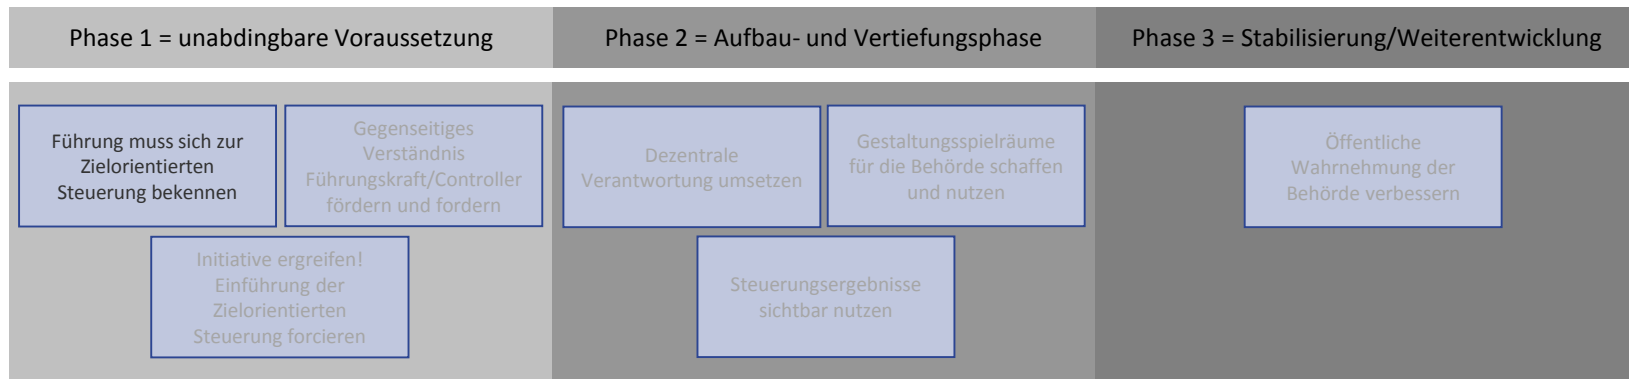 Phase 1 = unabdingbare Voraussetzung
Phase 2 = Aufbau- und Vertiefungsphase
Phase 3 = Stabilisierung/Weiterentwicklung
Führung muss sich zur
Zielorientierten
Steuerung bekennen
Gegenseitiges
Verständnis
Führungskraft/Controller
fördern und fordern
Initiative ergreifen!
Einführung der
Zielorientierten
Steuerung forcieren
Dezentrale
Verantwortung umsetzen
Gestaltungsspielräume
für die Behörde schaffen
und nutzen
Steuerungsergebnisse
sichtbar nutzen
Öffentliche
Wahrnehmung der
Behörde verbessern